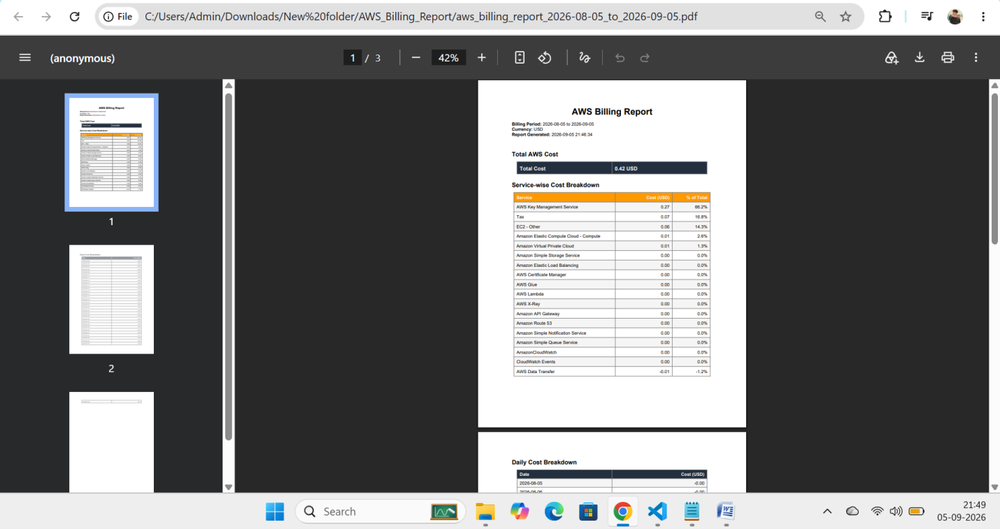 File C:/Users/Admin/Downloads/New%20folder/AWS_Billing_Report/aws_billing_report_2026-08-05_to_2026-09-05.pdf
(anonymous) 1 / 3 42%
1
2
AWS Billing Report
Billing Period: 2026-08-05 to 2026-09-05
Currency: USD
Report Generated: 2026-09-05 21:46:34
Total AWS Cost
Total Cost 0.42 USD
Service-wise Cost Breakdown
Service Cost (USD) % of Total
AWS Key Management Service 0.27 66.2%
Tax 0.07 16.8%
EC2 - Other 0.06 14.3%
Amazon Elastic Compute Cloud - Compute 0.01 2.6%
Amazon Virtual Private Cloud 0.01 1.3%
Amazon Simple Storage Service 0.00 0.0%
Amazon Elastic Load Balancing 0.00 0.0%
AWS Certificate Manager 0.00 0.0%
AWS Glue 0.00 0.0%
AWS Lambda 0.00 0.0%
AWS X-Ray 0.00 0.0%
Amazon API Gateway 0.00 0.0%
Amazon Route 53 0.00 0.0%
Amazon Simple Notification Service 0.00 0.0%
Amazon Simple Queue Service 0.00 0.0%
AmazonCloudWatch 0.00 0.0%
CloudWatch Events 0.00 0.0%
AWS Data Transfer -0.01 -1.2%
Daily Cost Breakdown
Date Cost (USD)
2026-08-05 -0.00
2026-08-06 -0.00
Search
21:49
05-09-2026